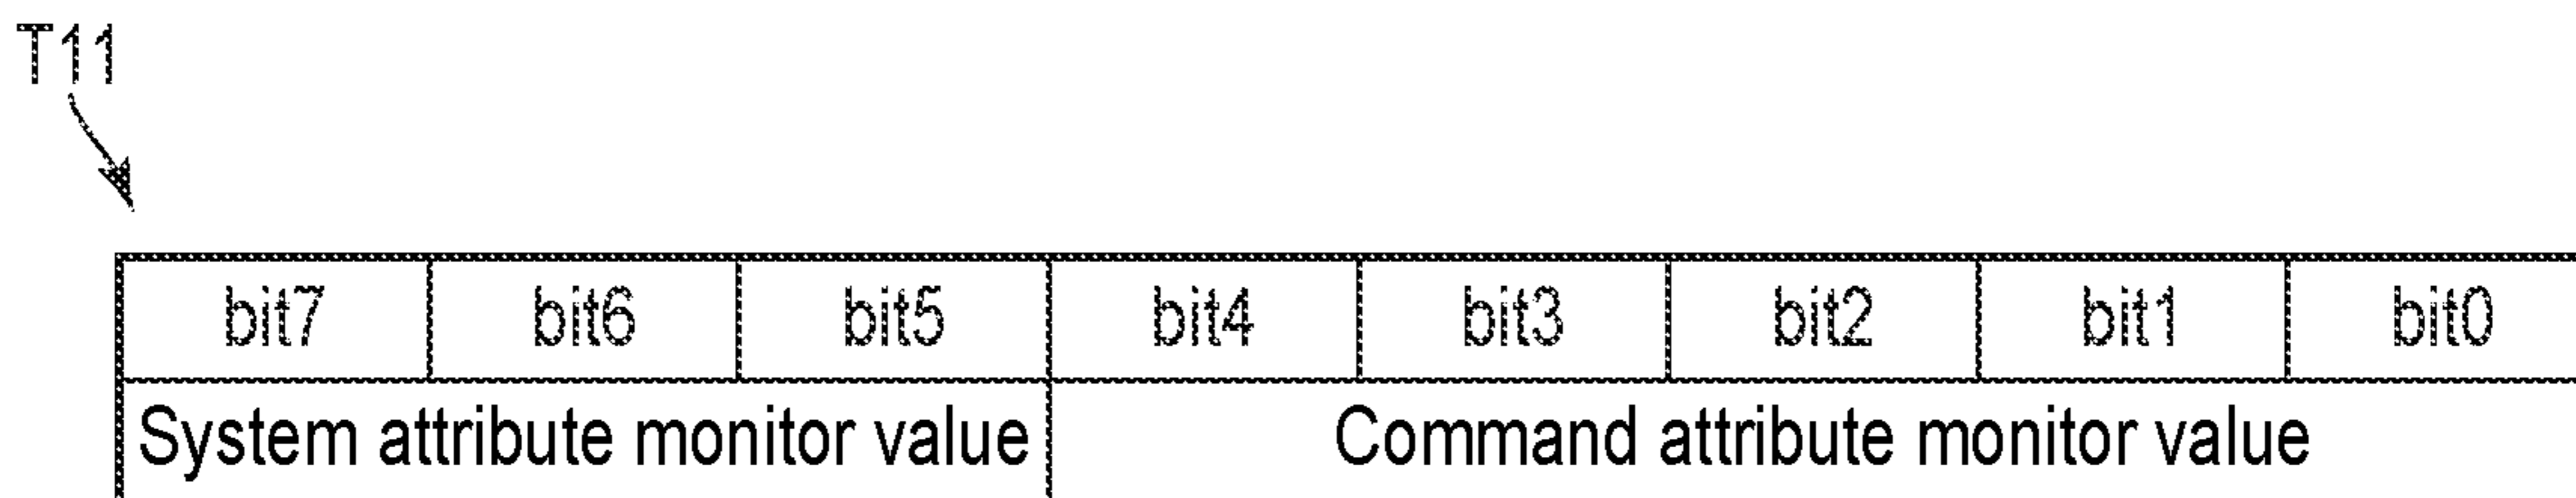 T11
bit7 bit6 bit5 bit4 bit3 bit2 bit1 bit0
System attribute monitor value Command attribute monitor value